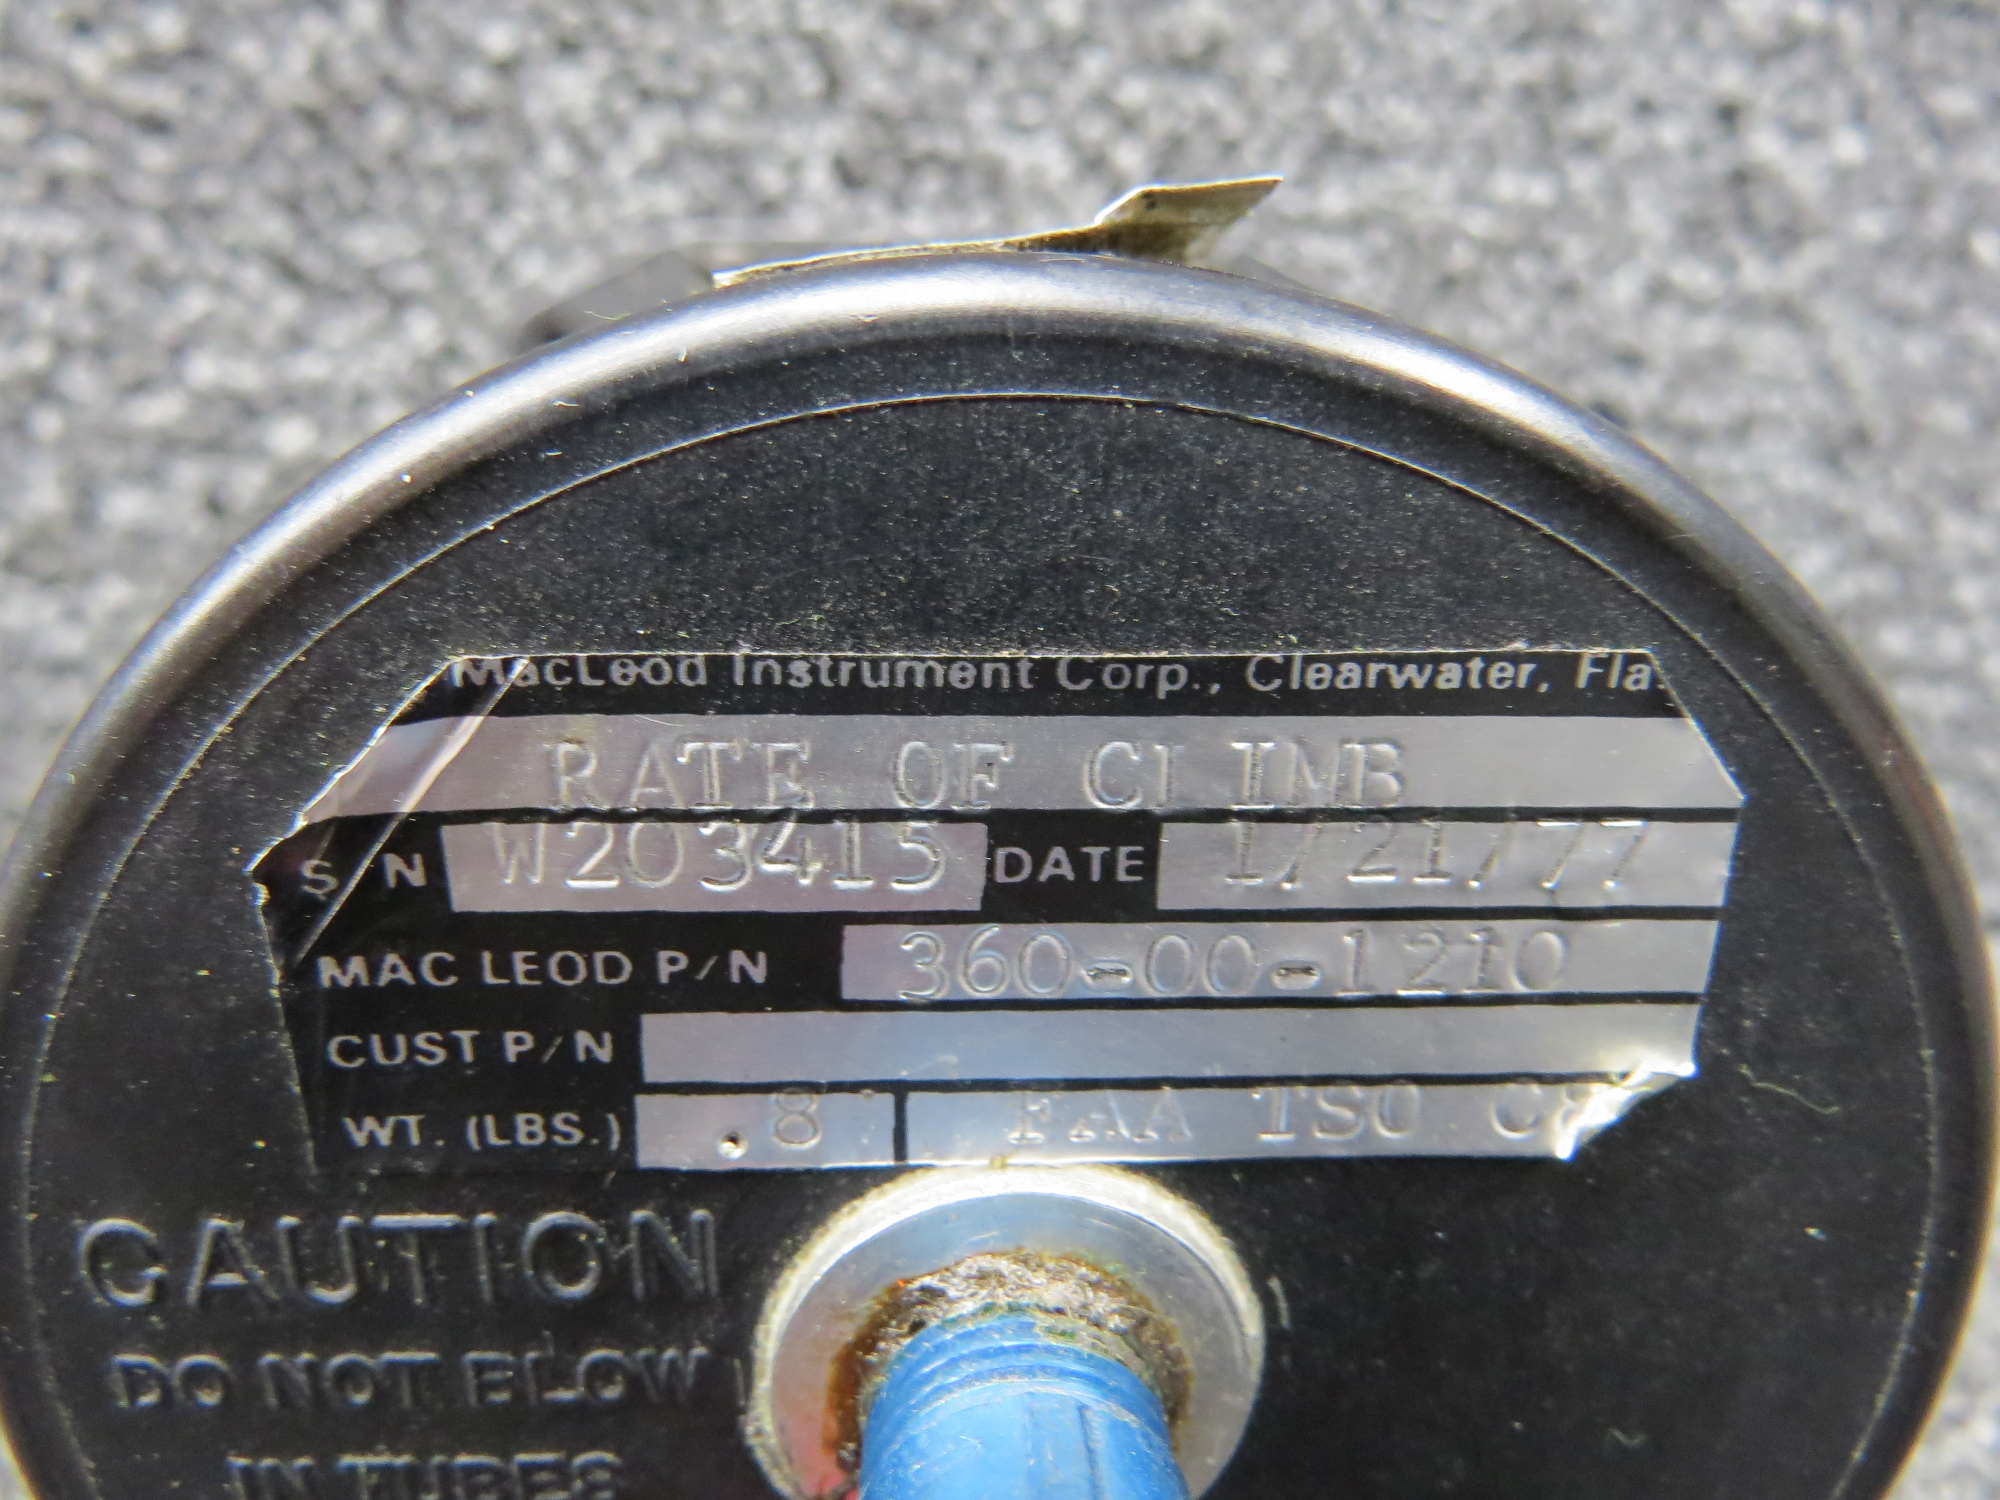 MacLeod Instrument Corp., Clearwater, Fla.
RATE OF CLIMB
S/N W203415 DATE 1/21/77
MAC LEOD P/N 360-00-1210
CUST P/N
WT. (LBS.) .8 FAA TSO
CAUTION
DO NOT BLOW
IN TUBES